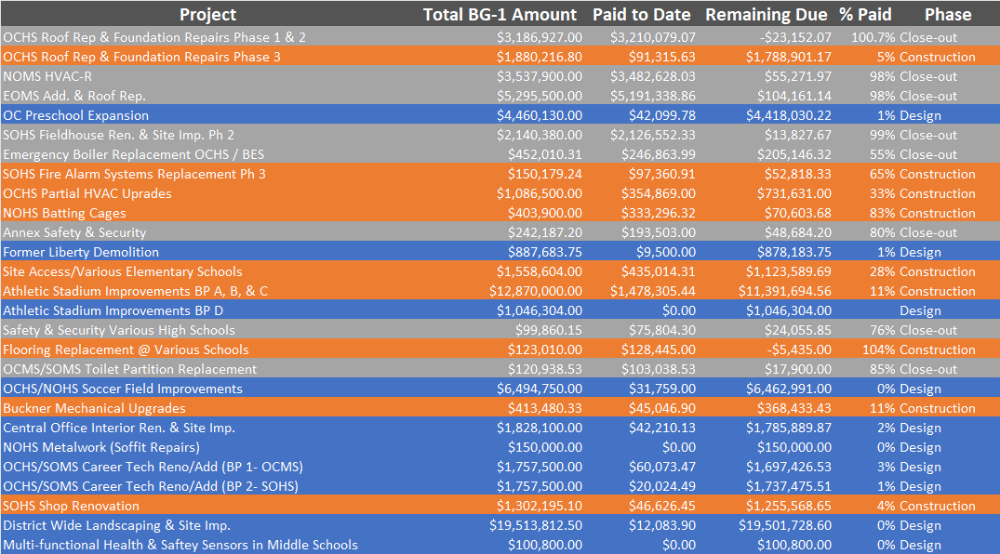 Project Total BG-1 Amount Paid to Date Remaining Due % Paid Phase
OCHS Roof Rep & Foundation Repairs Phase 1 & 2 $3,186,927.00 $3,210,079.07 -$23,152.07 100.7% Close-out
OCHS Roof Rep & Foundation Repairs Phase 3 $1,880,216.80 $91,315.63 $1,788,901.17 5% Construction
NOMS HVAC-R $3,537,900.00 $3,482,628.03 $55,271.97 98% Close-out
EOMS Add. & Roof Rep. $5,295,500.00 $5,191,338.86 $104,161.14 98% Close-out
OC Preschool Expansion $4,460,130.00 $42,099.78 $4,418,030.22 1% Design
SOHS Fieldhouse Ren. & Site Imp. Ph 2 $2,140,380.00 $2,126,552.33 $13,827.67 99% Close-out
Emergency Boiler Replacement OCHS / BES $452,010.31 $246,863.99 $205,146.32 55% Close-out
SOHS Fire Alarm Systems Replacement Ph 3 $150,179.24 $97,360.91 $52,818.33 65% Construction
OCHS Partial HVAC Uprades $1,086,500.00 $354,869.00 $731,631.00 33% Construction
NOHS Batting Cages $403,900.00 $333,296.32 $70,603.68 83% Construction
Annex Safety & Security $242,187.20 $193,503.00 $48,684.20 80% Close-out
Former Liberty Demolition $887,683.75 $9,500.00 $878,183.75 1% Design
Site Access/Various Elementary Schools $1,558,604.00 $435,014.31 $1,123,589.69 28% Construction
Athletic Stadium Improvements BP A, B, & C $12,870,000.00 $1,478,305.44 $11,391,694.56 11% Construction
Athletic Stadium Improvements BP D $1,046,304.00 $0.00 $1,046,304.00 Design
Safety & Security Various High Schools $99,860.15 $75,804.30 $24,055.85 76% Close-out
Flooring Replacement @ Various Schools $123,010.00 $128,445.00 -$5,435.00 104% Construction
OCMS/SOMS Toilet Partition Replacement $120,938.53 $103,038.53 $17,900.00 85% Close-out
OCHS/NOHS Soccer Field Improvements $6,494,750.00 $31,759.00 $6,462,991.00 0% Design
Buckner Mechanical Upgrades $413,480.33 $45,046.90 $368,433.43 11% Construction
Central Office Interior Ren. & Site Imp. $1,828,100.00 $42,210.13 $1,785,889.87 2% Design
NOHS Metalwork (Soffit Repairs) $150,000.00 $0.00 $150,000.00 0% Design
OCHS/SOMS Career Tech Reno/Add (BP 1- OCMS) $1,757,500.00 $60,073.47 $1,697,426.53 3% Design
OCHS/SOMS Career Tech Reno/Add (BP 2- SOHS) $1,757,500.00 $20,024.49 $1,737,475.51 1% Design
SOHS Shop Renovation $1,302,195.10 $46,626.45 $1,255,568.65 4% Construction
District Wide Landscaping & Site Imp. $19,513,812.50 $12,083.90 $19,501,728.60 0% Design
Multi-functional Health & Saftey Sensors in Middle Schools $100,800.00 $0.00 $100,800.00 0% Design